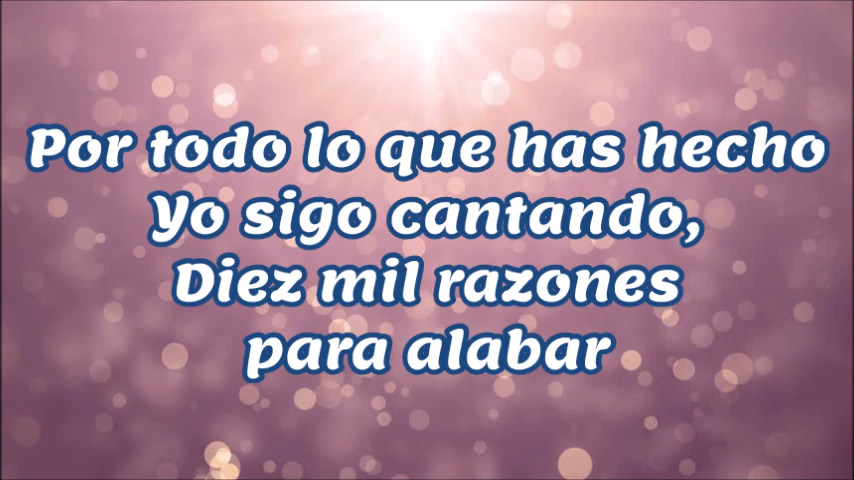 Por todo lo que has hecho
Yo sigo cantando,
Diez mil razones
para alabar